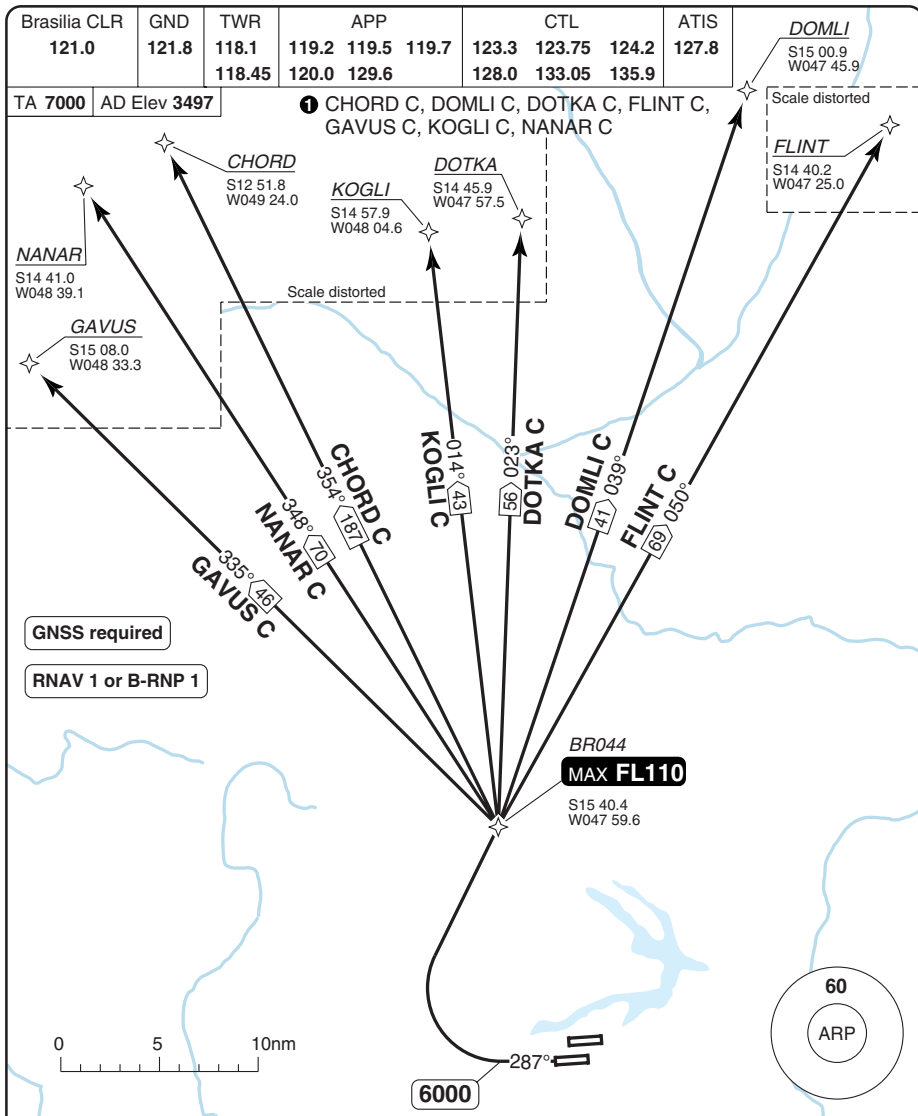 Brasilia CLR GND TWR APP CTL ATIS
121.0 121.8 118.1 119.2 119.5 119.7 123.3 123.75 124.2 127.8
118.45 120.0 129.6 128.0 133.05 135.9
TA 7000 AD Elev 3497
❶ CHORD C, DOMLI C, DOTKA C, FLINT C,
GAVUS C, KOGLI C, NANAR C
DOMLI
S15 00.9
W047 45.9
Scale distorted
FLINT
S14 40.2
W047 25.0
CHORD
S12 51.8
W049 24.0
KOGLI
S14 57.9
W048 04.6
DOTKA
S14 45.9
W047 57.5
NANAR
S14 41.0
W048 39.1
Scale distorted
GAVUS
S15 08.0
W048 33.3
335° 46
GAVUS C
348° 70
NANAR C
354° 187
CHORD C
014° 43
KOGLI C
56 023°
DOTKA C
41 039°
DOMLI C
69 050°
FLINT C
GNSS required
RNAV 1 or B-RNP 1
BR044
MAX FL110
S15 40.4
W047 59.6
60
ARP
0 5 10nm
287°
6000